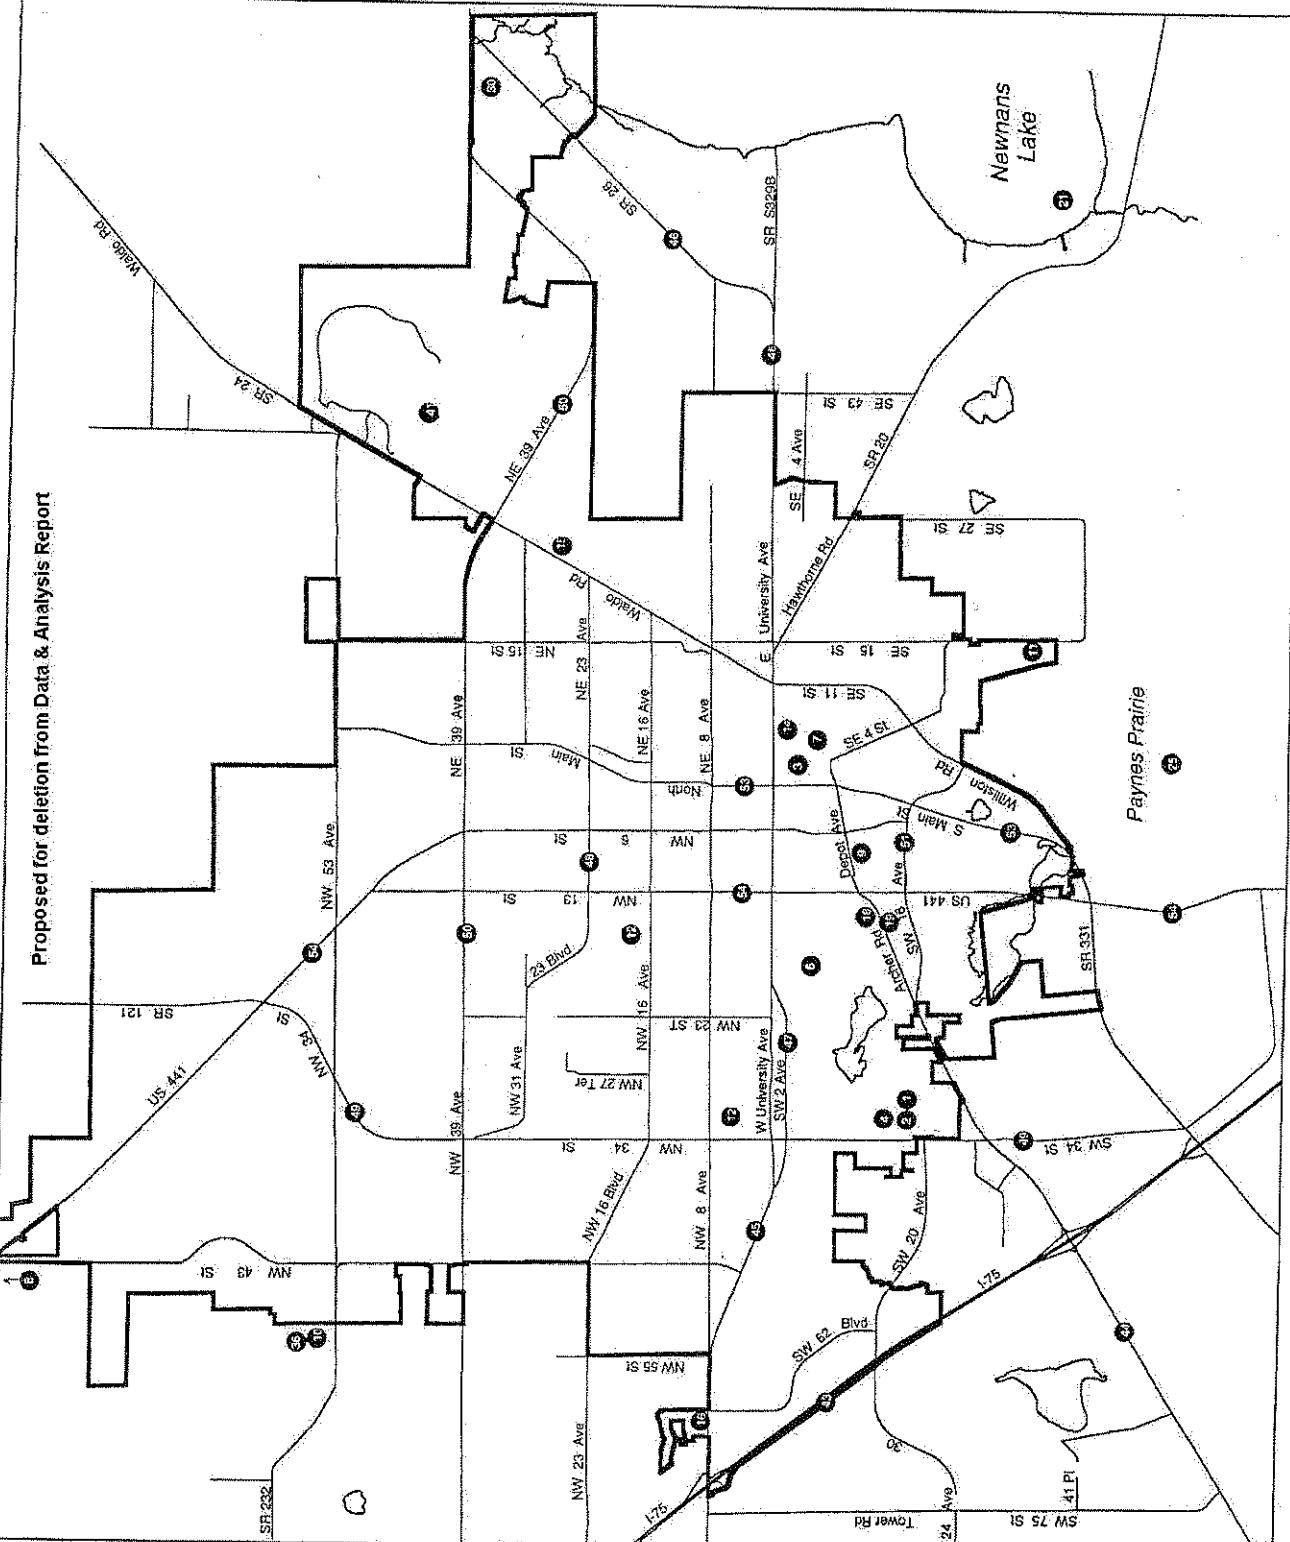 Proposed for deletion from Data & Analysis Report
Waldo Rd
SR 24
SR 26
SR S329B
Newnans
Lake
NE 39 Ave
SE 43 St
SE 4 Ave
SR 20
SE 27 St
Hawthorne Rd
E University Ave
Waldo Rd
NE 15 St
NE 23 Ave
NE 16 Ave
NE 8 Ave
NE 39 Ave
SE 15 St
SE 11 St
SE 4 St
Williston Rd
Paynes Prairie
North Main St
S Main St
NW 6 St
Depot Ave
NW 53 Ave
NW 13 St
US 441
SW 16 Ave
Archer Rd
23 Blvd
NW 16 Ave
SR 331
SR 121
NW 34 St
US 441
NW 31 Ave
NW 23 ST
NW 27 Ter
W University Ave
SW 2 Ave
NW 39 Ave
NW 34 St
SW 34 St
NW 16 Blvd
NW 8 Ave
SW 20 Ave
NW 43 St
I-75
SW 62 Blvd
NW 55 St
NW 23 Ave
SR 232
I-75
Tower Rd
24 Ave
41 Pl
SW 75 St
30